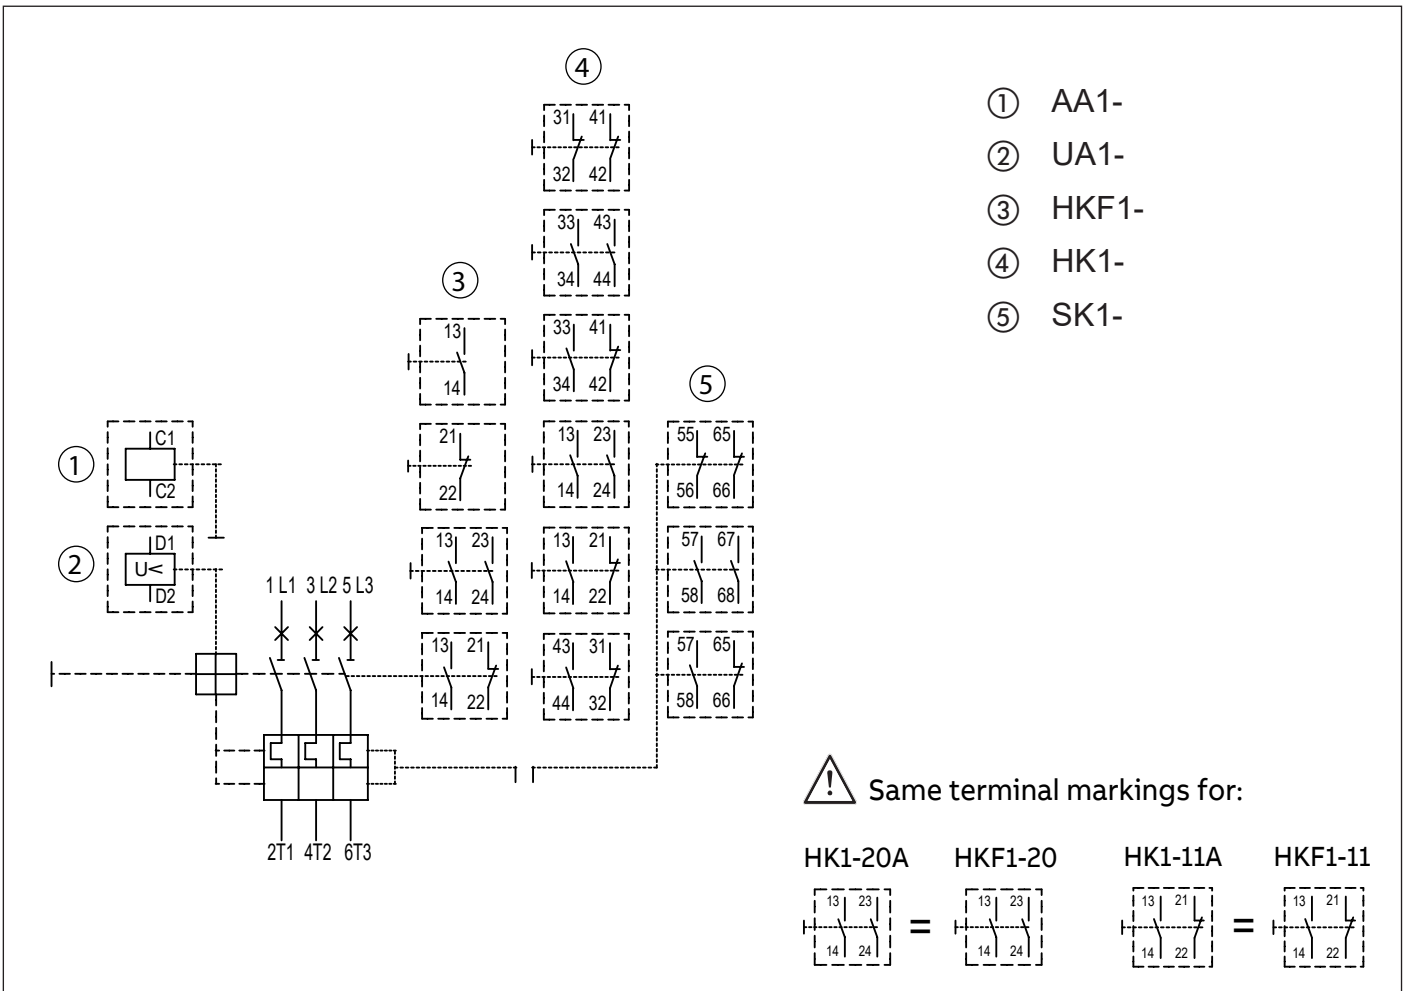 ④
31 41
32 42
33 43
34 44
③
13
14
33 41
34 42
⑤
21
22
13 23
14 24
55 65
56 66
①
C1
C2
②
D1
U<
D2
13 23
14 24
13 21
14 22
57 67
58 68
1 L1 3 L2 5 L3
13 21
14 22
43 31
44 32
57 65
58 66
2T1 4T2 6T3
① AA1-
② UA1-
③ HKF1-
④ HK1-
⑤ SK1-
! Same terminal markings for:
HK1-20A HKF1-20 HK1-11A HKF1-11
13 23 = 13 23 13 21 = 13 21
14 24 14 24 14 22 14 22